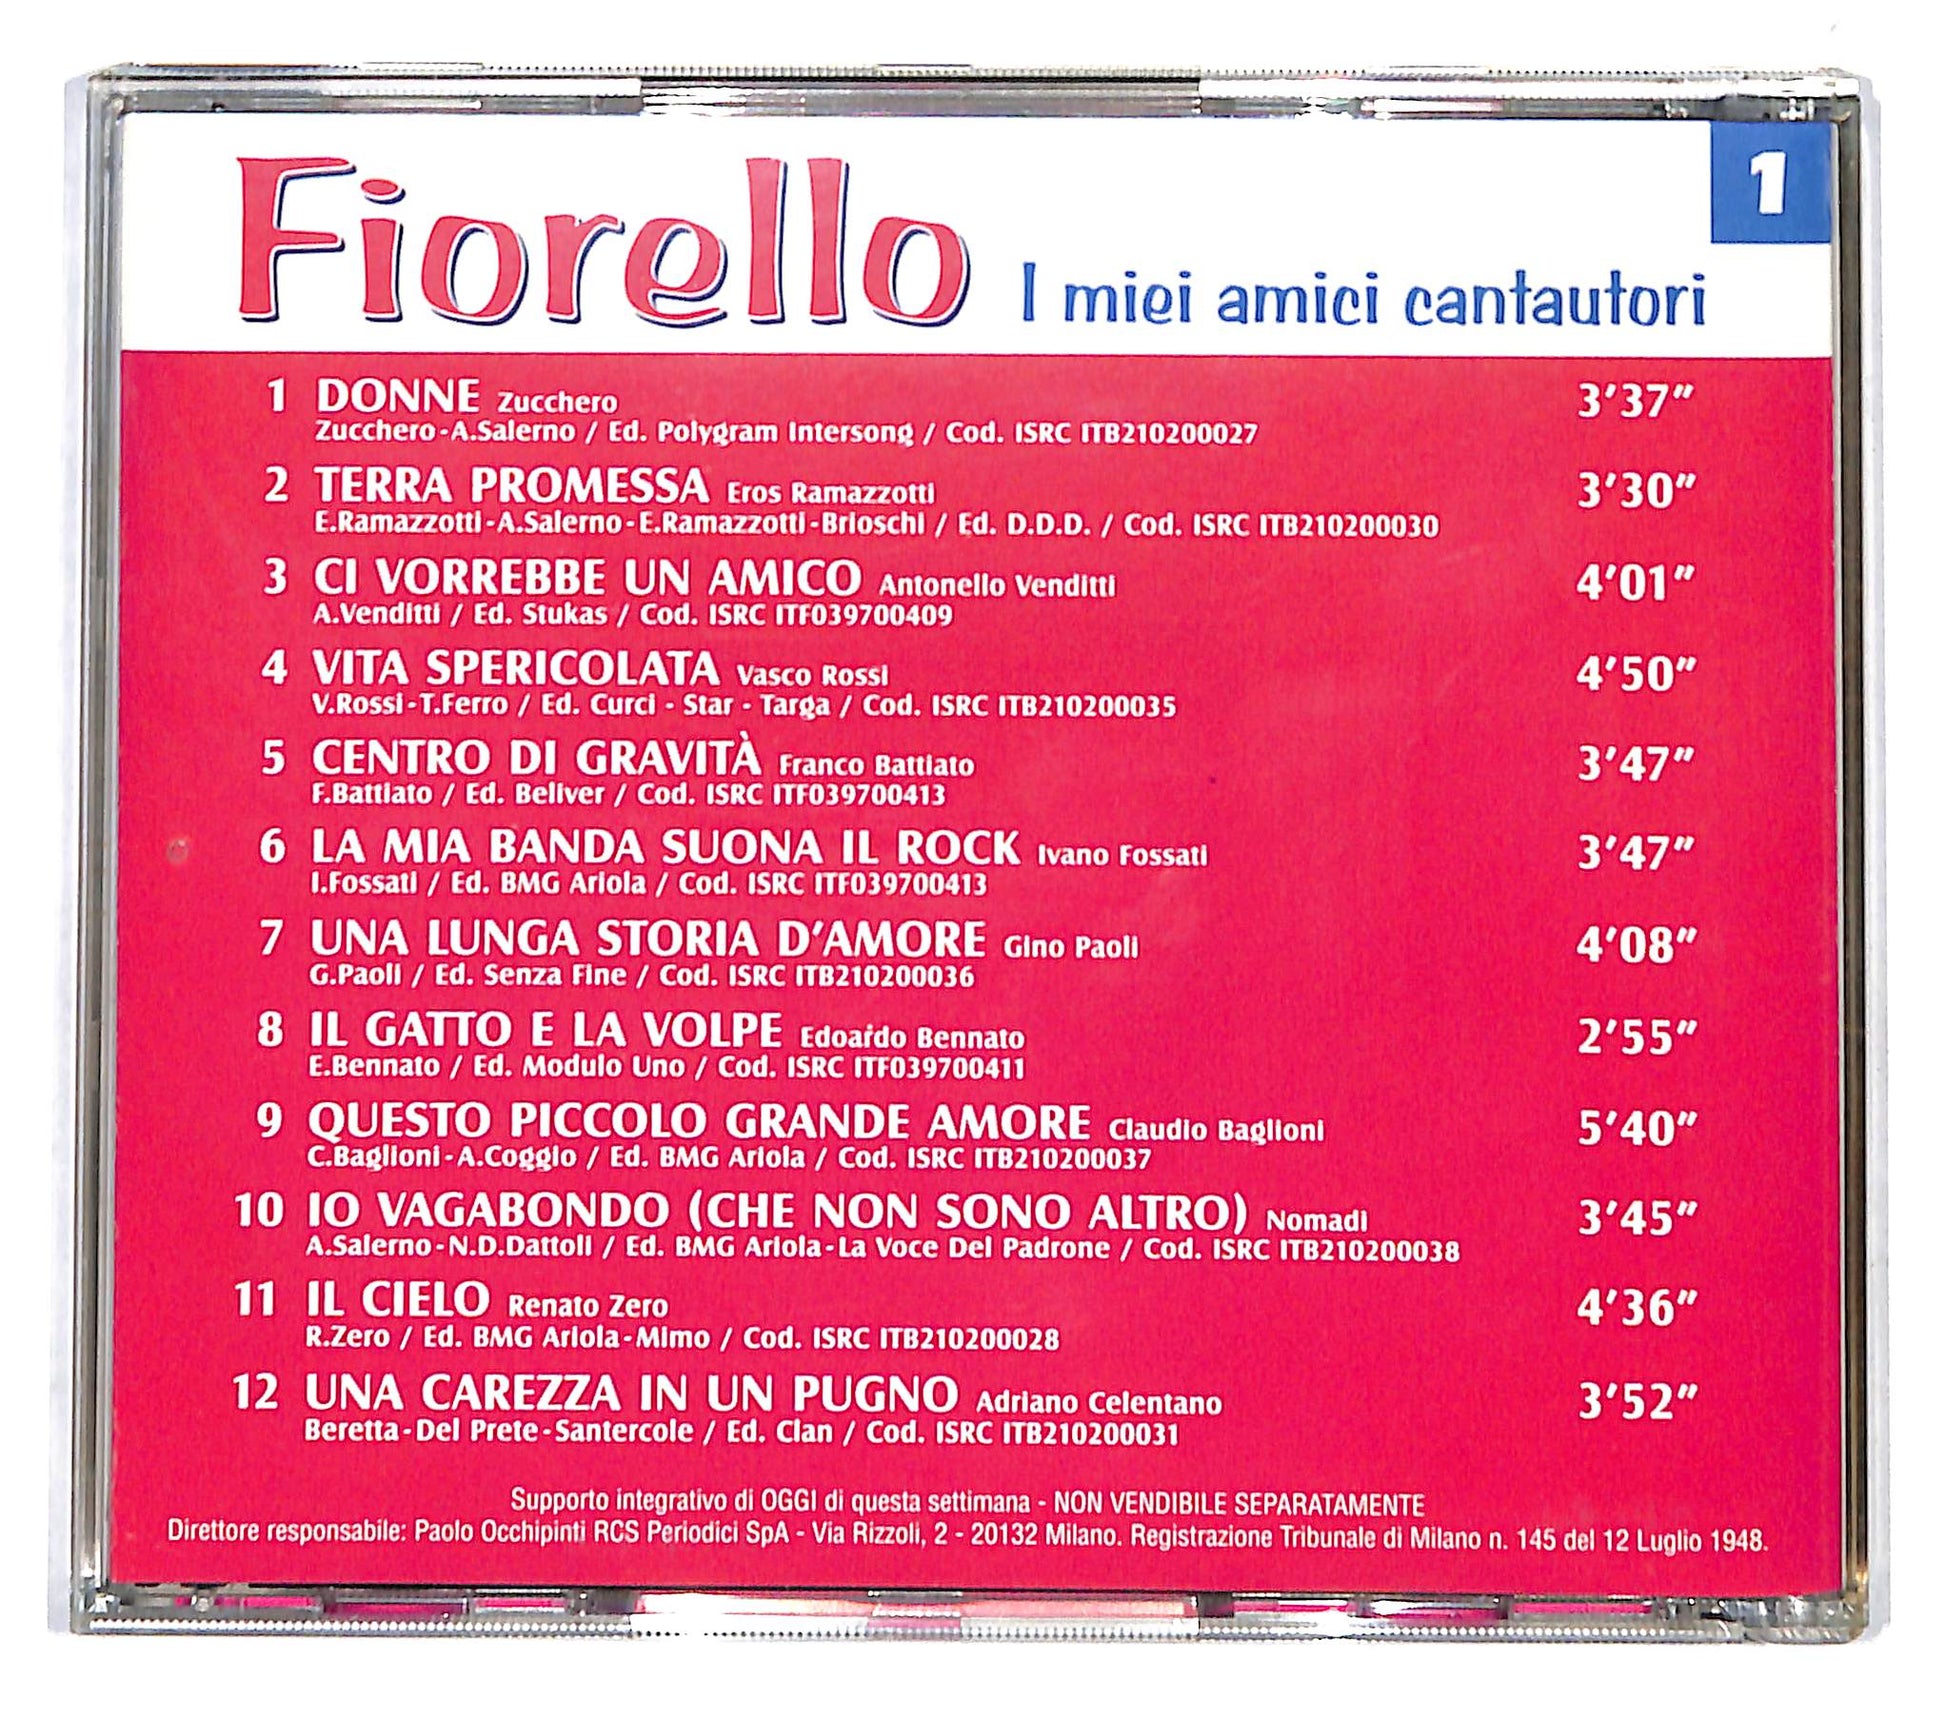 1
Fiorello I miei amici cantautori
1 DONNE Zucchero 3'37"
Zucchero-A.Salerno / Ed. Polygram Intersong / Cod. ISRC ITB210200027
2 TERRA PROMESSA Eros Ramazzotti 3'30"
E.Ramazzotti-A.Salerno-E.Ramazzotti-Brioschi / Ed. D.D.D. / Cod. ISRC ITB210200030
3 CI VORREBBE UN AMICO Antonello Venditti 4'01"
A.Venditti / Ed. Stukas / Cod. ISRC ITF039700409
4 VITA SPERICOLATA Vasco Rossi 4'50"
V.Rossi-T.Ferro / Ed. Curci - Star - Targa / Cod. ISRC ITB210200035
5 CENTRO DI GRAVITÀ Franco Battiato 3'47"
F.Battiato / Ed. Beliver / Cod. ISRC ITF039700413
6 LA MIA BANDA SUONA IL ROCK Ivano Fossati 3'47"
I.Fossati / Ed. BMG Ariola / Cod. ISRC ITF039700413
7 UNA LUNGA STORIA D'AMORE Gino Paoli 4'08"
G.Paoli / Ed. Senza Fine / Cod. ISRC ITB210200036
8 IL GATTO E LA VOLPE Edoardo Bennato 2'55"
E.Bennato / Ed. Modulo Uno / Cod. ISRC ITF039700411
9 QUESTO PICCOLO GRANDE AMORE Claudio Baglioni 5'40"
C.Baglioni-A.Coggio / Ed. BMG Ariola / Cod. ISRC ITB210200037
10 IO VAGABONDO (CHE NON SONO ALTRO) Nomadi 3'45"
A.Salerno-N.D.Dattoli / Ed. BMG Ariola-La Voce Del Padrone / Cod. ISRC ITB210200038
11 IL CIELO Renato Zero 4'36"
R.Zero / Ed. BMG Ariola-Mimo / Cod. ISRC ITB210200028
12 UNA CAREZZA IN UN PUGNO Adriano Celentano 3'52"
Beretta-Del Prete-Santercole / Ed. Clan / Cod. ISRC ITB210200031
Supporto integrativo di OGGI di questa settimana - NON VENDIBILE SEPARATAMENTE
Direttore responsabile: Paolo Occhipinti RCS Periodici SpA - Via Rizzoli, 2 - 20132 Milano. Registrazione Tribunale di Milano n. 145 del 12 Luglio 1948.